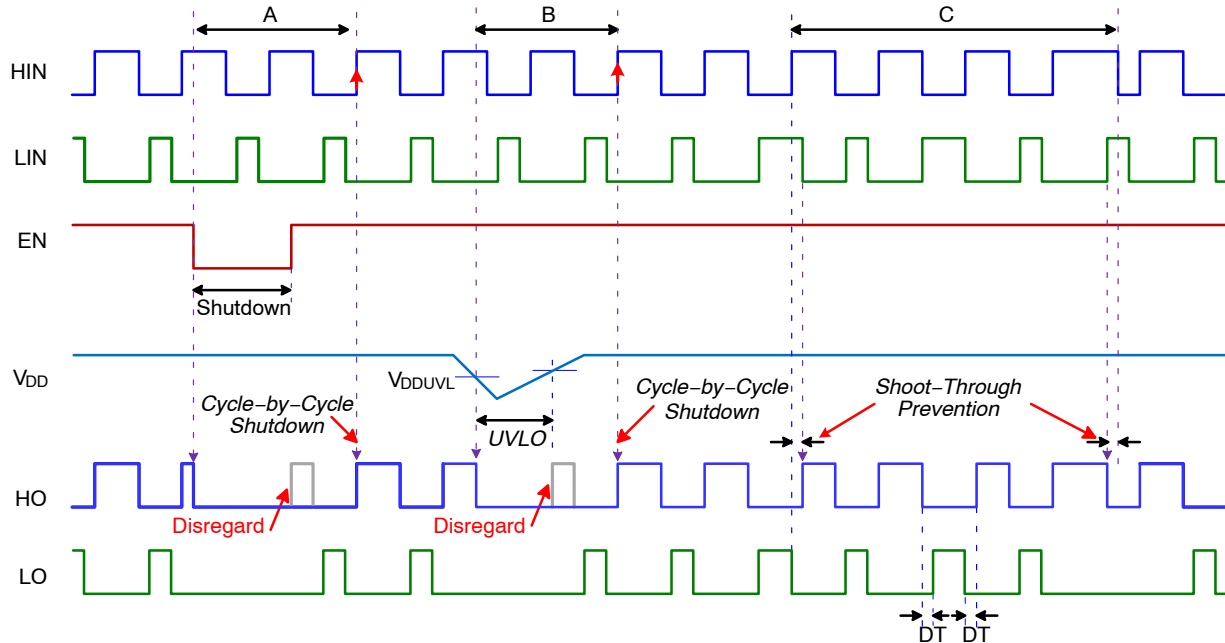 A
B
C
HIN
LIN
EN
Shutdown
VDD
VDDUVL
Cycle−by−Cycle
Shutdown
UVLO
Cycle−by−Cycle
Shutdown
Shoot−Through
Prevention
HO
Disregard
Disregard
LO
DT
DT